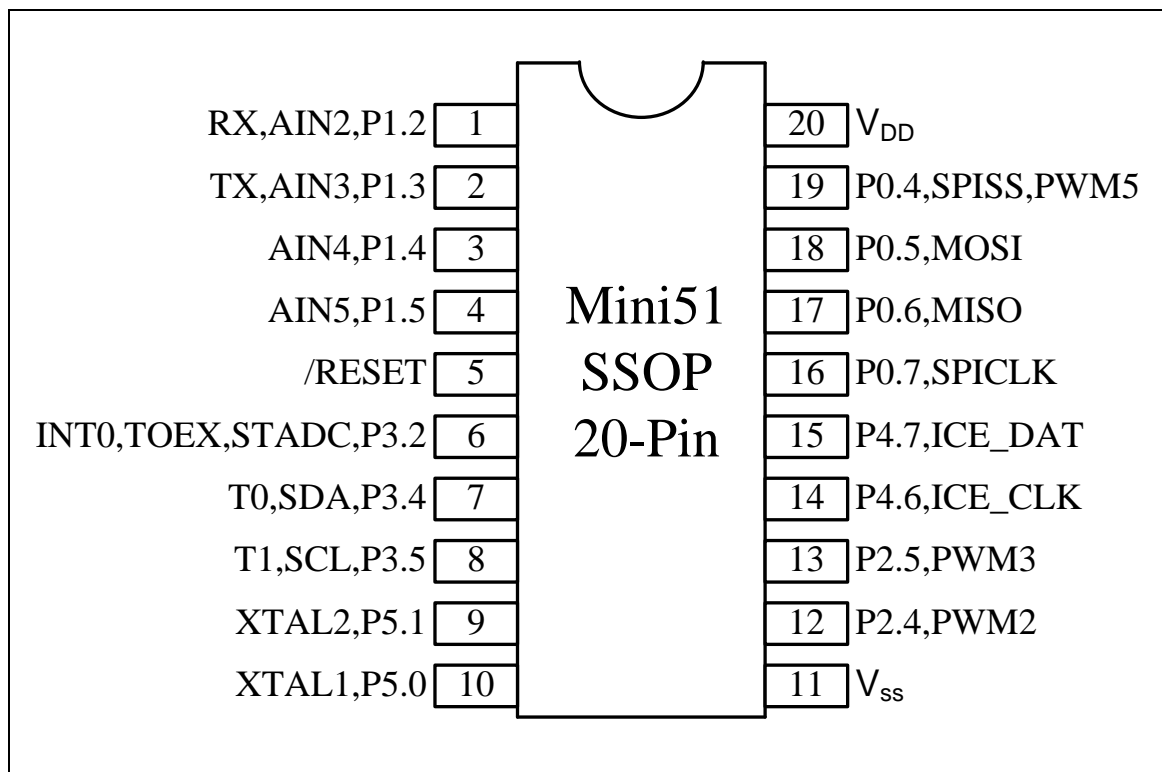 RX,AIN2,P1.2 1
TX,AIN3,P1.3 2
AIN4,P1.4 3
AIN5,P1.5 4
/RESET 5
INT0,TOEX,STADC,P3.2 6
T0,SDA,P3.4 7
T1,SCL,P3.5 8
XTAL2,P5.1 9
XTAL1,P5.0 10
Mini51
SSOP
20-Pin
20 VDD
19 P0.4,SPISS,PWM5
18 P0.5,MOSI
17 P0.6,MISO
16 P0.7,SPICLK
15 P4.7,ICE_DAT
14 P4.6,ICE_CLK
13 P2.5,PWM3
12 P2.4,PWM2
11 Vss